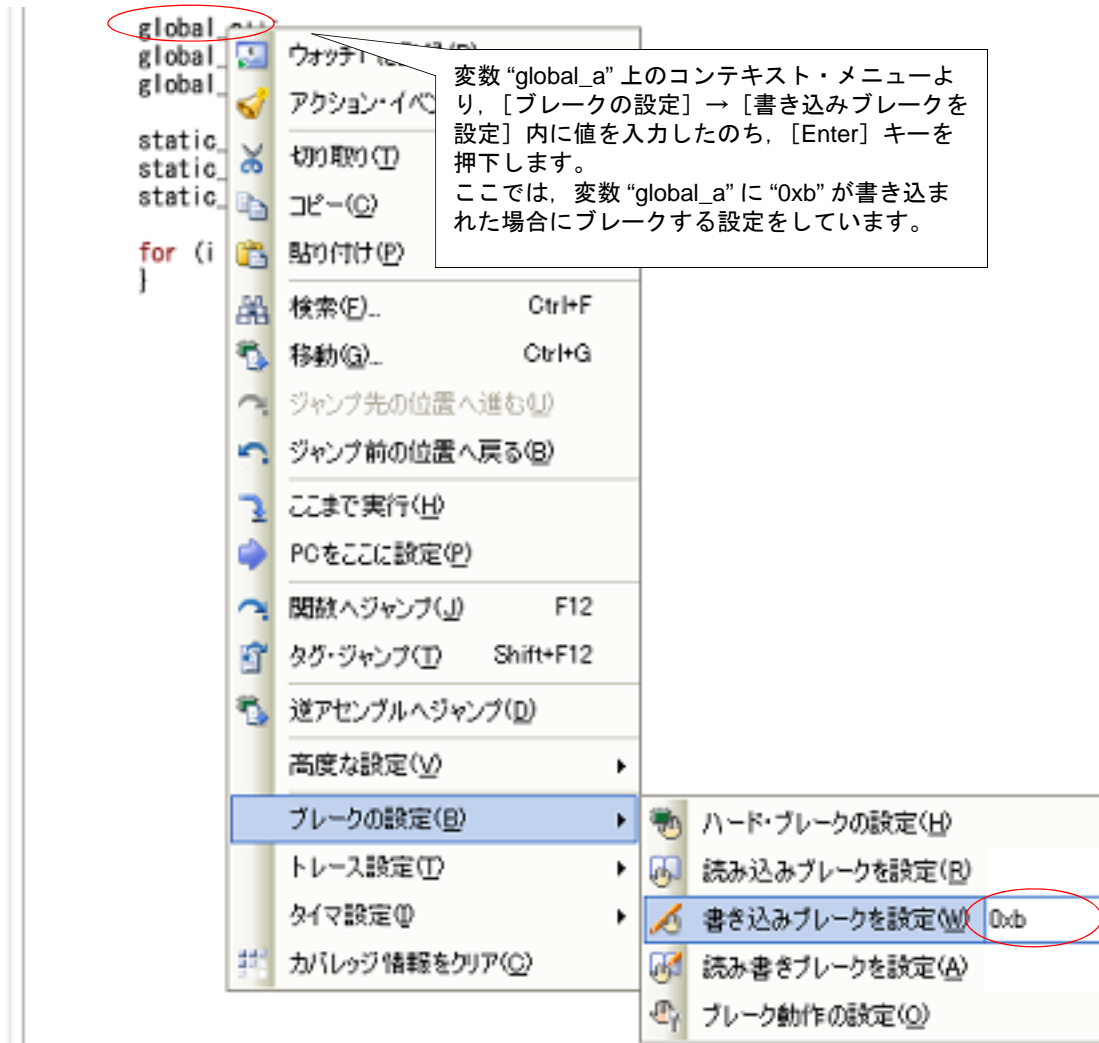 global_a
global_
global_
static_
static_
static_
for (i
}
変数 “global_a” 上のコンテキスト・メニューよ
り，［ブレークの設定］→［書き込みブレークを
設定］内に値を入力したのち，［Enter］キーを
押下します。
ここでは，変数 “global_a” に “0xb” が書き込ま
れた場合にブレークする設定をしています。
ウォッチ1
アクション・イベ
切り取り(T)
コピー(C)
貼り付け(P)
検索(F)... Ctrl+F
移動(G)... Ctrl+G
ジャンプ先の位置へ進む(U)
ジャンプ前の位置へ戻る(B)
ここまで実行(H)
PCをここに設定(P)
関数へジャンプ(J) F12
タグ・ジャンプ(T) Shift+F12
逆アセンブルへジャンプ(D)
高度な設定(V)
ブレークの設定(B)
トレース設定(T)
タイマ設定(I)
カバレッジ情報をクリア(C)
ハード・ブレークの設定(H)
読み込みブレークを設定(R)
書き込みブレークを設定(W) 0xb
読み書きブレークを設定(A)
ブレーク動作の設定(O)